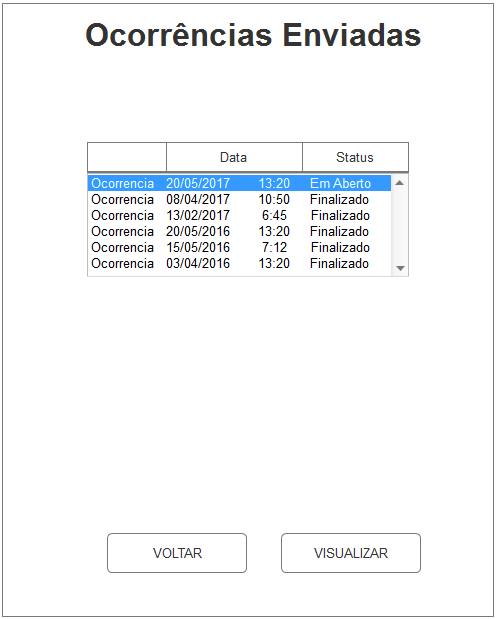 Ocorrências Enviadas
Data Status
Ocorrencia 20/05/2017 13:20 Em Aberto
Ocorrencia 08/04/2017 10:50 Finalizado
Ocorrencia 13/02/2017 6:45 Finalizado
Ocorrencia 20/05/2016 13:20 Finalizado
Ocorrencia 15/05/2016 7:12 Finalizado
Ocorrencia 03/04/2016 13:20 Finalizado
VOLTAR VISUALIZAR